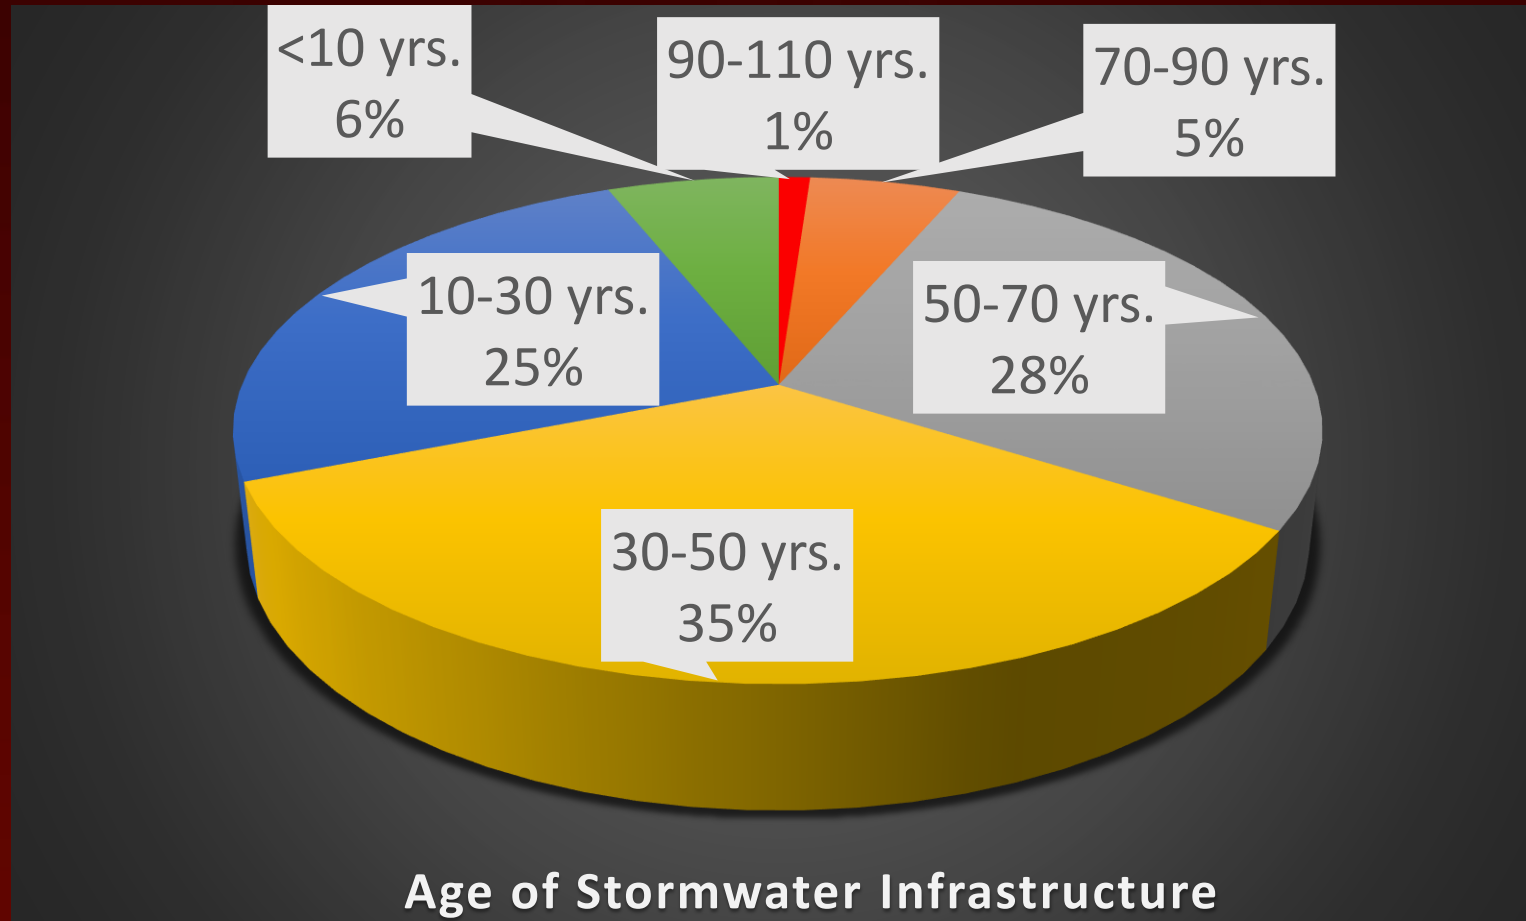 <10 yrs.
6%
90-110 yrs.
1%
70-90 yrs.
5%
10-30 yrs.
25%
50-70 yrs.
28%
30-50 yrs.
35%
Age of Stormwater Infrastructure